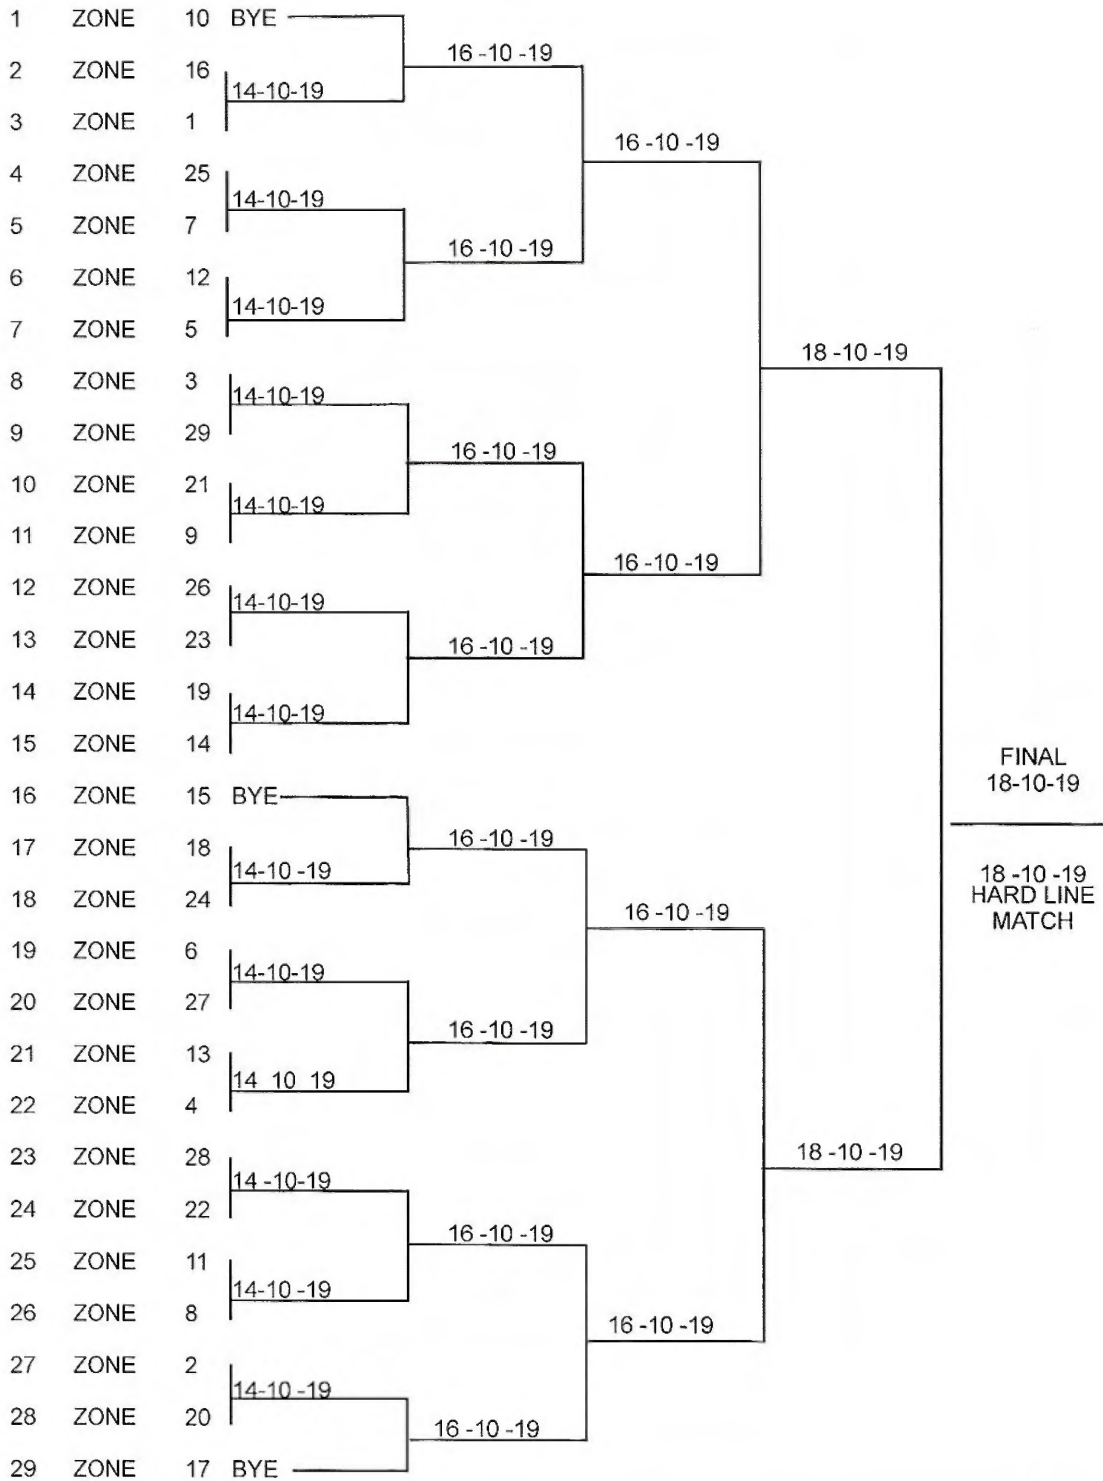 1 ZONE 10 BYE
16 -10 -19
2 ZONE 16
14-10-19
3 ZONE 1
16 -10 -19
4 ZONE 25
14-10-19
5 ZONE 7
16 -10 -19
6 ZONE 12
14-10-19
7 ZONE 5
18 -10 -19
8 ZONE 3
14-10-19
9 ZONE 29
16 -10 -19
10 ZONE 21
14-10-19
11 ZONE 9
16 -10 -19
12 ZONE 26
14-10-19
13 ZONE 23
16 -10 -19
14 ZONE 19
14-10-19
15 ZONE 14
FINAL
18-10-19
16 ZONE 15 BYE
16 -10 -19
17 ZONE 18
14-10 -19
18 ZONE 24
18 -10 -19
HARD LINE
MATCH
16 -10 -19
19 ZONE 6
14-10-19
20 ZONE 27
16 -10 -19
21 ZONE 13
14 10 19
22 ZONE 4
18 -10 -19
23 ZONE 28
14 -10-19
24 ZONE 22
16 -10 -19
25 ZONE 11
14-10 -19
26 ZONE 8
16 -10 -19
27 ZONE 2
14-10 -19
28 ZONE 20
16 -10 -19
29 ZONE 17 BYE